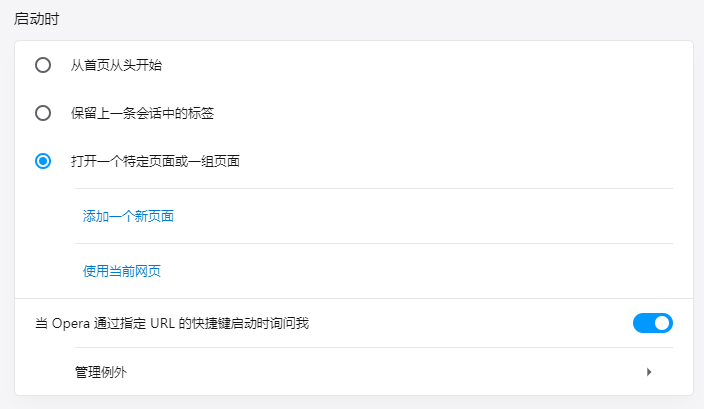 启动时
从首页从头开始
保留上一条会话中的标签
打开一个特定页面或一组页面
添加一个新页面
使用当前网页
当 Opera 通过指定 URL 的快捷键启动时询问我
管理例外